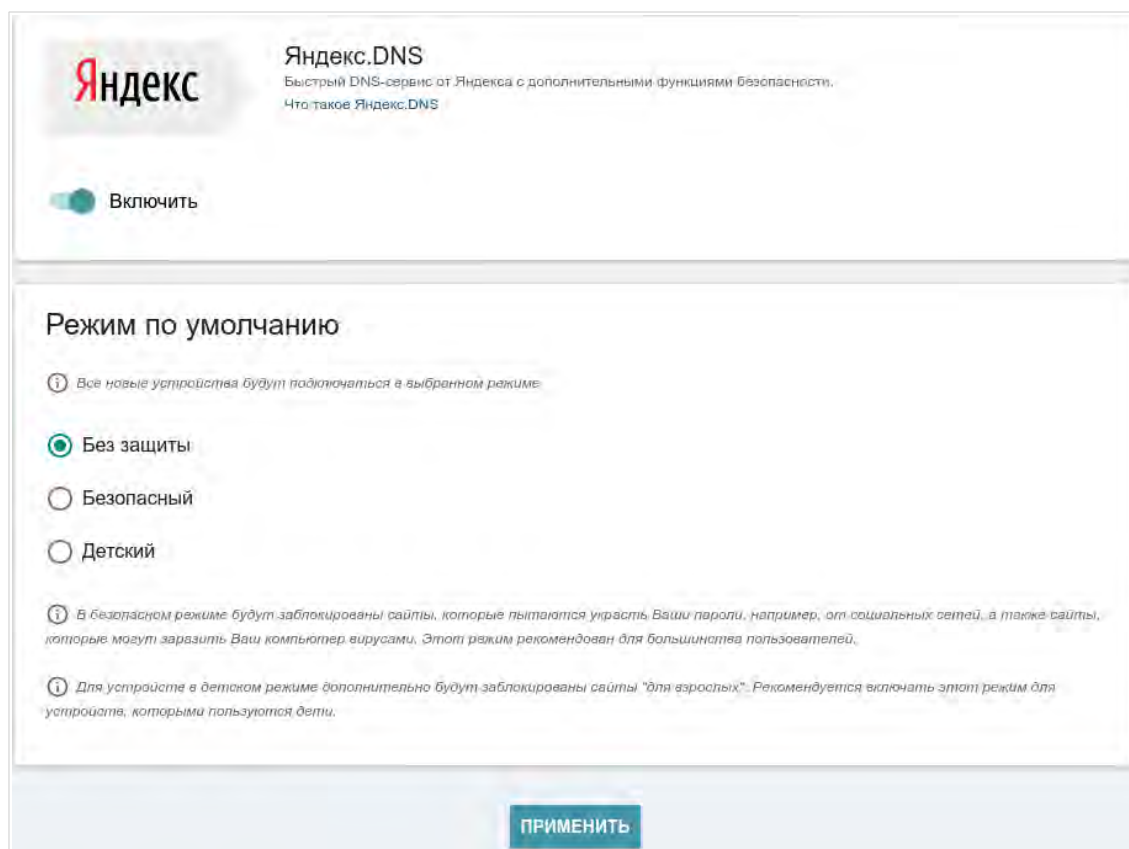 Яндекс
Яндекс.DNS
Быстрый DNS-сервис от Яндекса с дополнительными функциями безопасности.
Что такое Яндекс.DNS
Включить
Режим по умолчанию
Все новые устройства будут подключаться в выбранном режиме
Без защиты
Безопасный
Детский
В безопасном режиме будут заблокированы сайты, которые пытаются украсть Ваши пароли, например, от социальных сетей, а также сайты,
которые могут заразить Ваш компьютер вирусами. Этот режим рекомендован для большинства пользователей.
Для устройств в детском режиме дополнительно будут заблокированы сайты "для взрослых". Рекомендуется включать этот режим для
устройств, которыми пользуются дети.
ПРИМЕНИТЬ